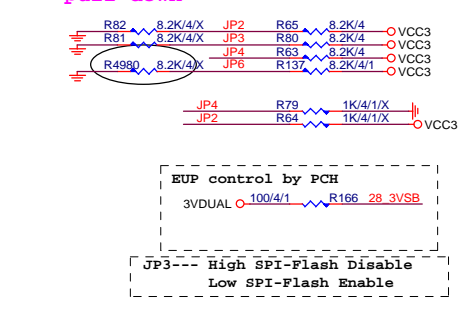 R82 8.2K/4/X JP2 R65 8.2K/4 VCC3
R81 8.2K/4/X JP3 R80 8.2K/4 VCC3
JP4 R63 8.2K/4 VCC3
R4980 8.2K/4/X JP6 R137 8.2K/4/1 VCC3
JP4 R79 1K/4/1/X
JP2 R64 1K/4/1/X VCC3
EUP control by PCH
3VDUAL 100/4/1 R166 28_3VSB
JP3--- High SPI-Flash Disable
Low SPI-Flash Enable